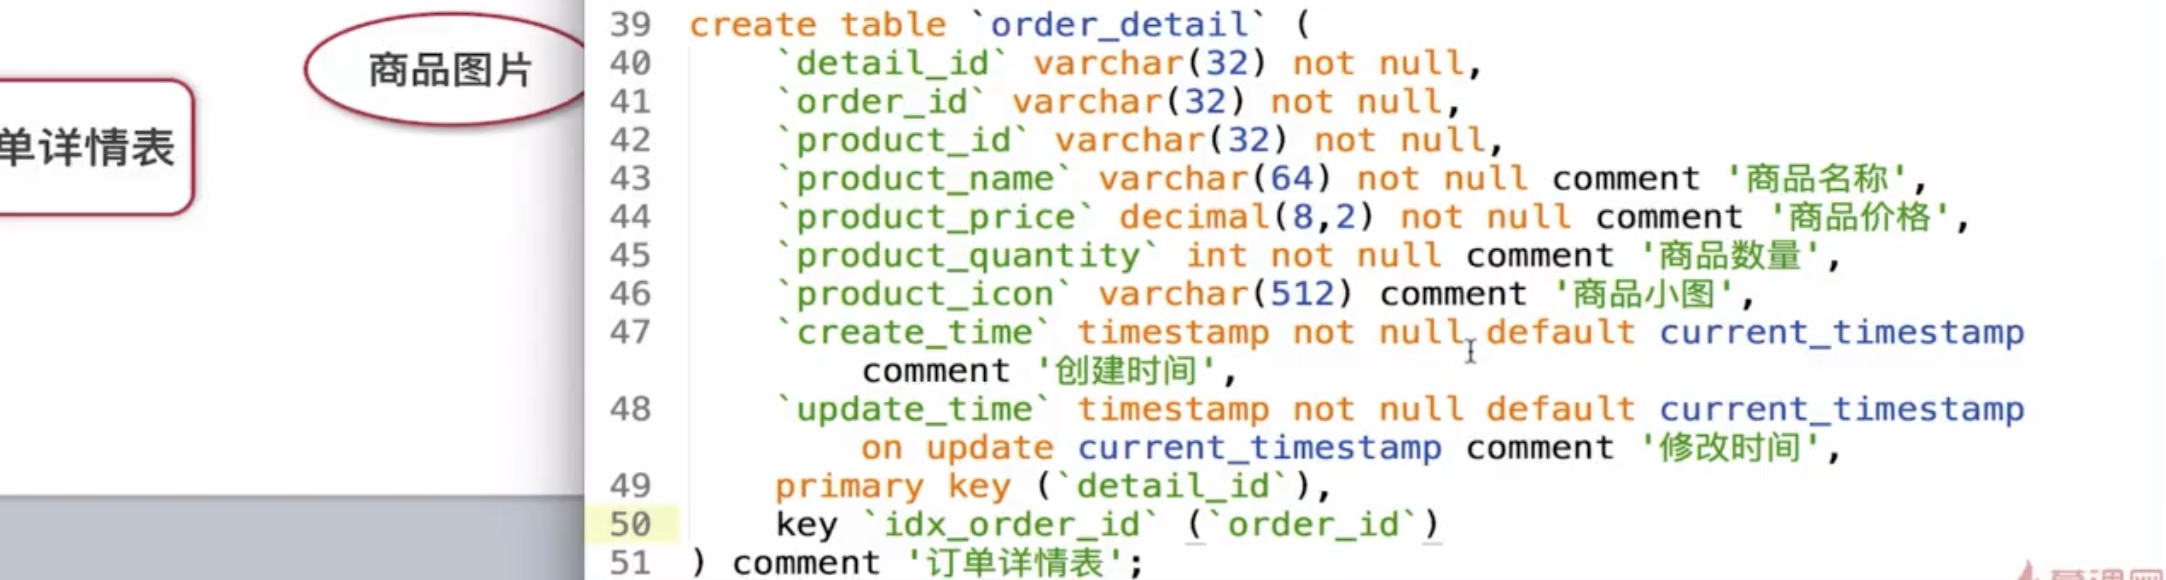 商品图片
单详情表
39 create table `order_detail` (
40 `detail_id` varchar(32) not null,
41 `order_id` varchar(32) not null,
42 `product_id` varchar(32) not null,
43 `product_name` varchar(64) not null comment '商品名称',
44 `product_price` decimal(8,2) not null comment '商品价格',
45 `product_quantity` int not null comment '商品数量',
46 `product_icon` varchar(512) comment '商品小图',
47 `create_time` timestamp not null default current_timestamp
comment '创建时间',
48 `update_time` timestamp not null default current_timestamp
on update current_timestamp comment '修改时间',
49 primary key (`detail_id`),
50 key `idx_order_id` (`order_id`)
51 ) comment '订单详情表';